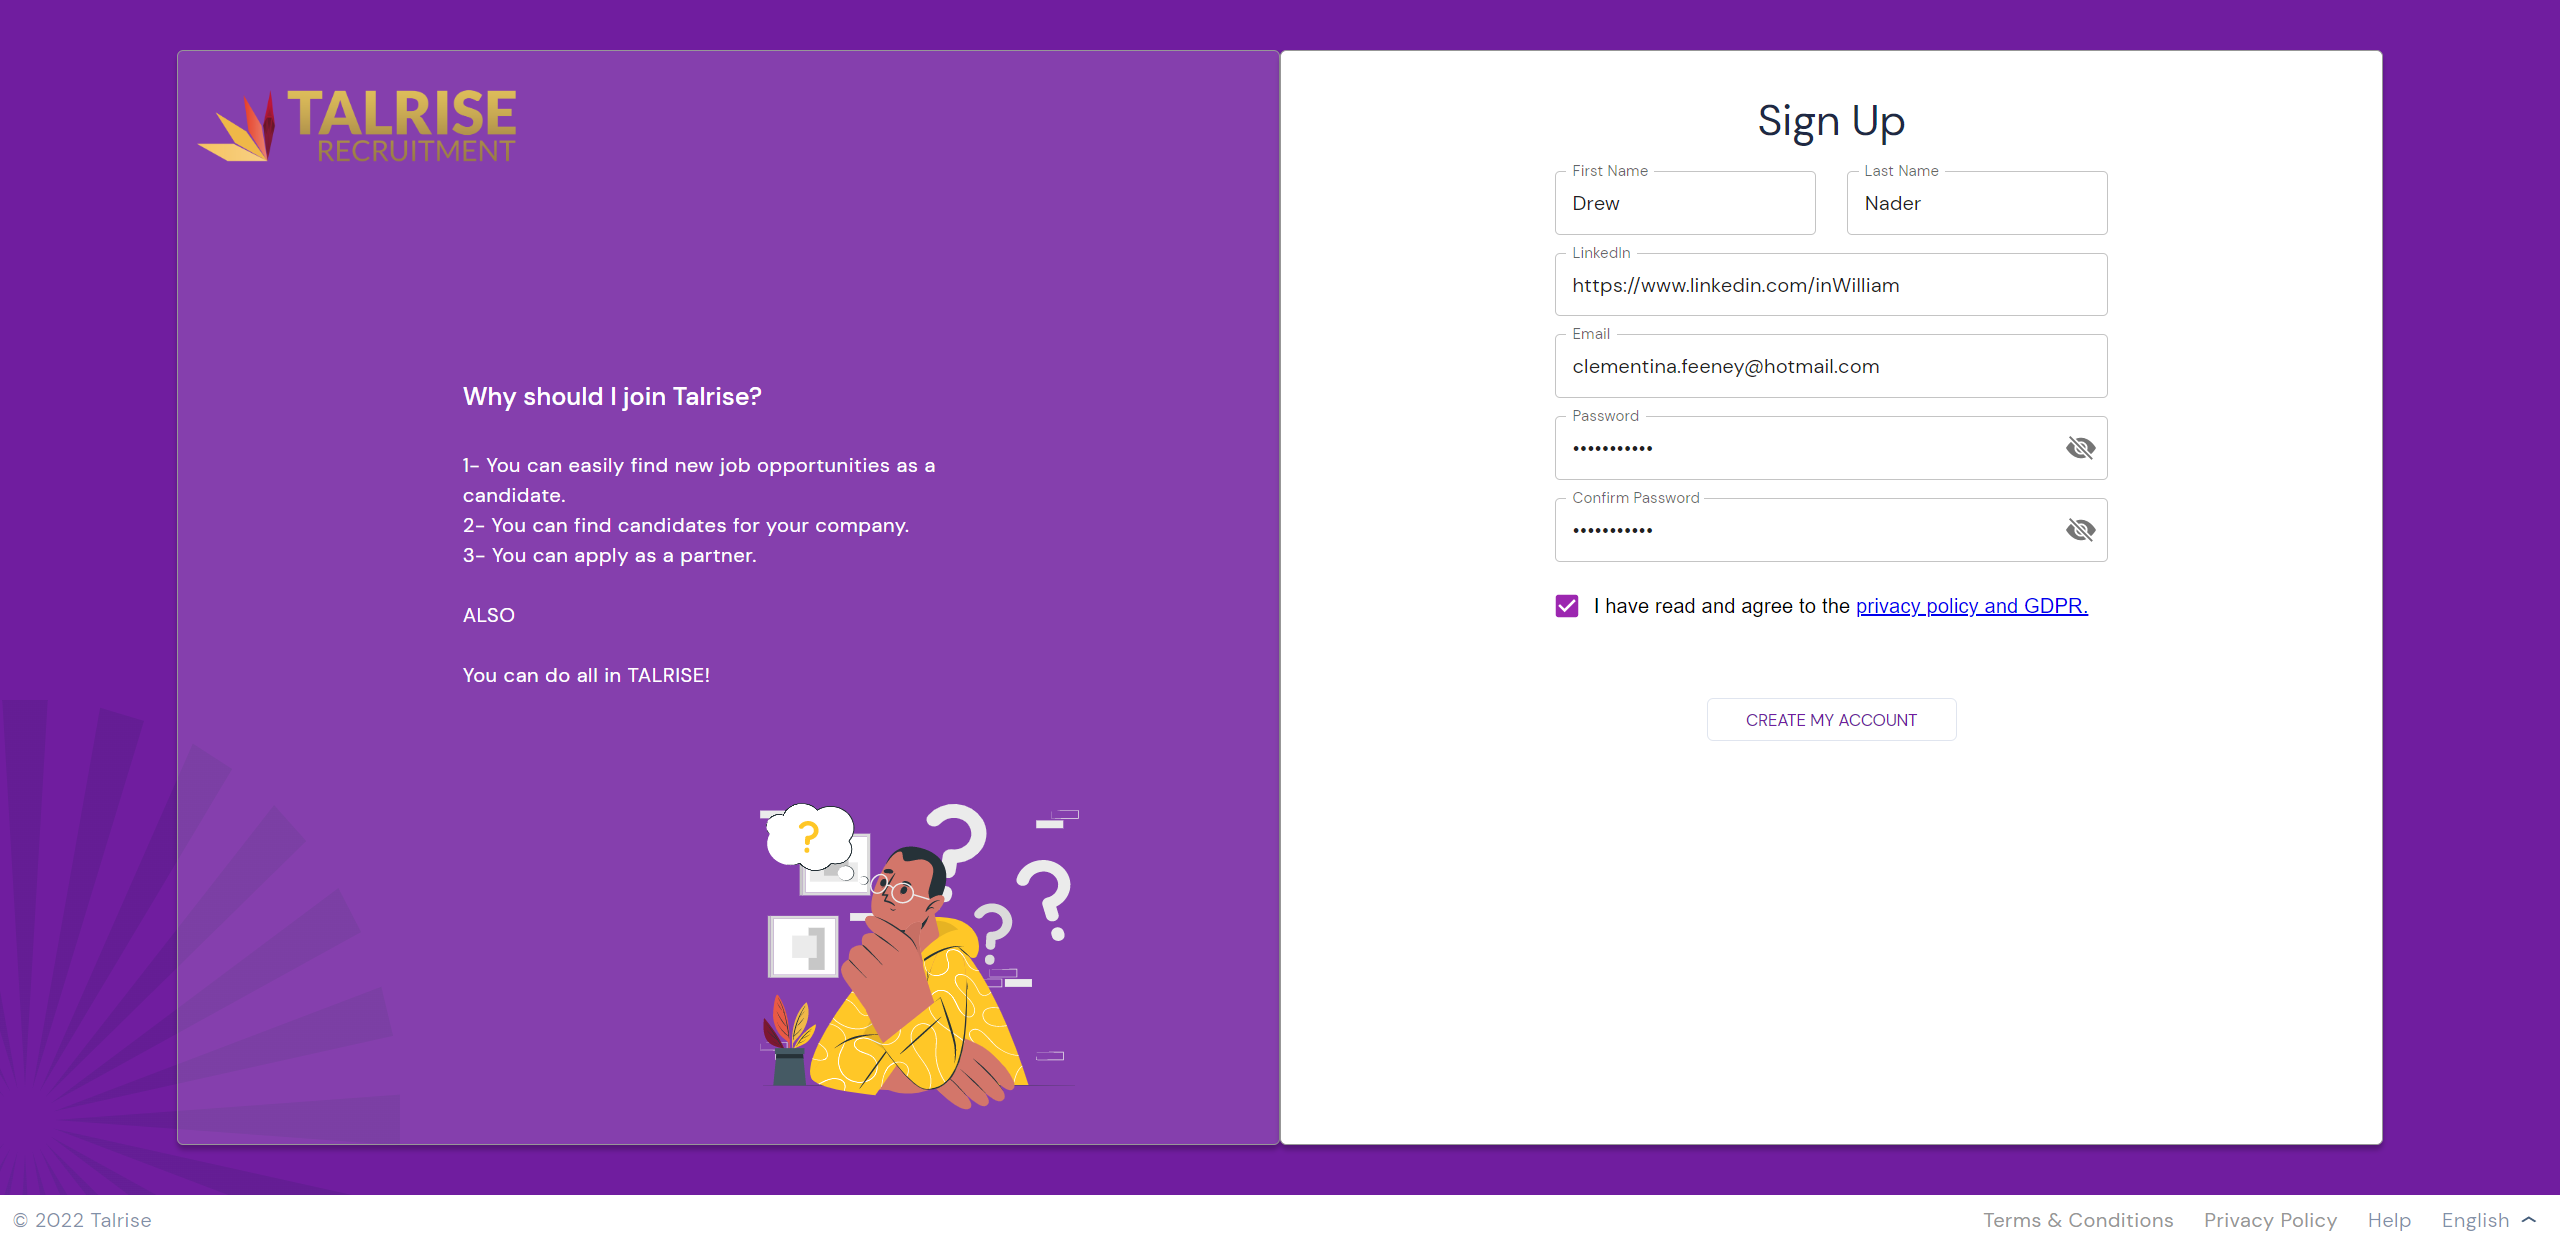 TALRISE
RECRUITMENT
Why should I join Talrise?
1- You can easily find new job opportunities as a
candidate.
2- You can find candidates for your company.
3- You can apply as a partner.
ALSO
You can do all in TALRISE!
?
?
?
?
Sign Up
First Name
Drew
Last Name
Nader
LinkedIn
https://www.linkedin.com/inWilliam
Email
clementina.feeney@hotmail.com
Password
•••••••••••
Confirm Password
•••••••••••
I have read and agree to the privacy policy and GDPR.
CREATE MY ACCOUNT
© 2022 Talrise
Terms & Conditions
Privacy Policy
Help
English